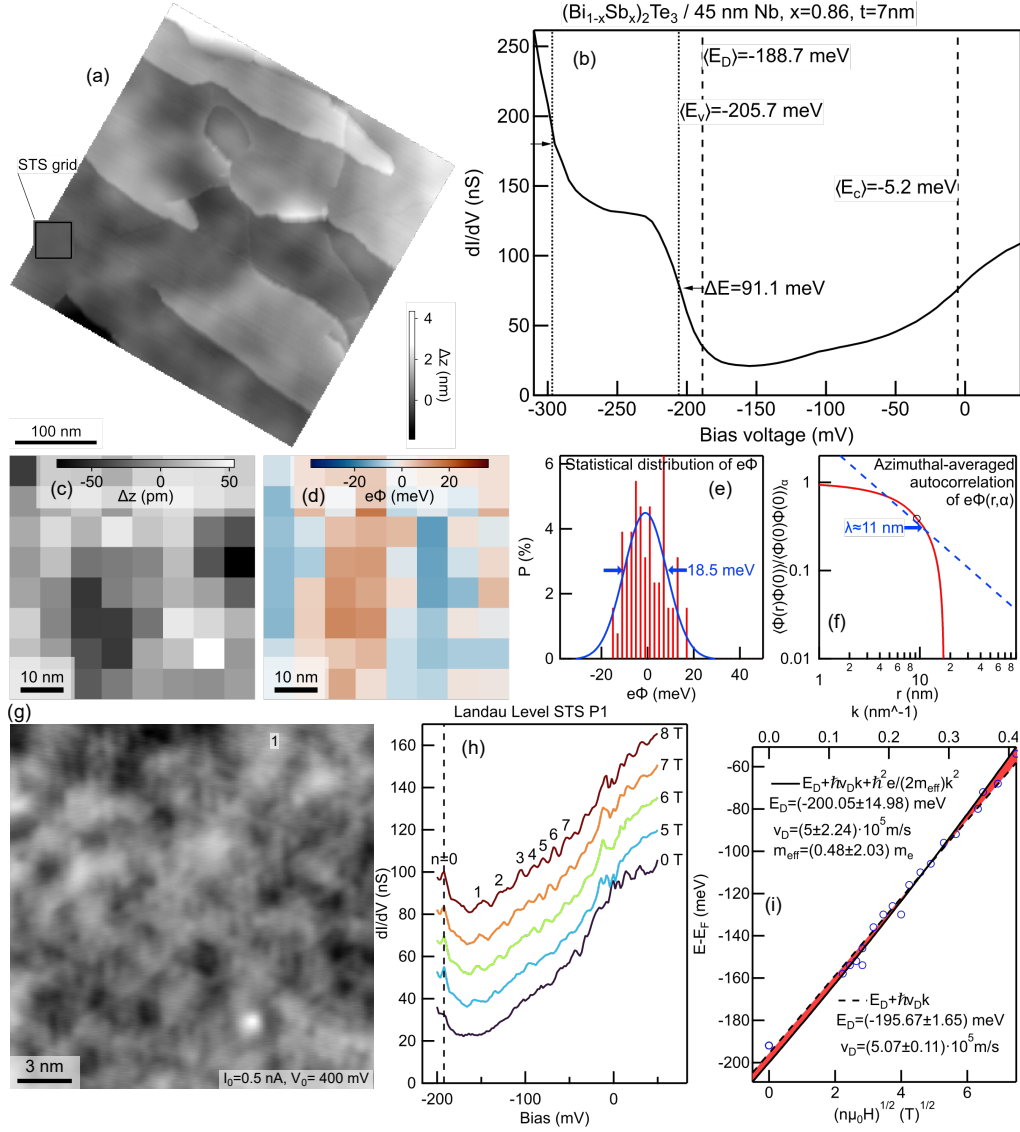 (Bi1-xSbx)2Te3 / 45 nm Nb, x=0.86, t=7nm
(a)
STS grid
100 nm
4
2
0
Δz (nm)
(b)
⟨ED⟩=-188.7 meV
⟨Ev⟩=-205.7 meV
⟨Ec⟩=-5.2 meV
ΔE=91.1 meV
250
200
150
100
50
0
dI/dV (nS)
-300 -250 -200 -150 -100 -50 0
Bias voltage (mV)
-50 0 50
(c) Δz (pm)
10 nm
-20 0 20
(d) eΦ (meV)
10 nm
Statistical distribution of eΦ
(e)
18.5 meV
6
4
2
0
P (%)
-40 -20 0 20 40
eΦ (meV)
Azimuthal-averaged
autocorrelation
of eΦ(r,α)
λ≈11 nm
(f)
1
0.1
0.01
⟨Φ(r)Φ(0)⟩/⟨Φ(0)Φ(0)⟩α
1 2 4 6 8 10 2 4 6 8
r (nm)
(g)
1
3 nm
I0=0.5 nA, V0= 400 mV
Landau Level STS P1
(h)
8 T
7 T
6 T
5 T
0 T
n=0 1 2 3 4 5 6 7
160
140
120
100
80
60
40
20
0
dI/dV (nS)
-200 -100 0
Bias (mV)
k (nm^-1)
0.0 0.1 0.2 0.3 0.4
ED+ℏvDk+ℏ²e/(2meff)k²
ED=(-200.05±14.98) meV
vD=(5±2.24)·10⁵m/s
meff=(0.48±2.03) me
(i)
ED+ℏvDk
ED=(-195.67±1.65) meV
vD=(5.07±0.11)·10⁵m/s
-60
-80
-100
-120
-140
-160
-180
-200
E-EF (meV)
0 2 4 6
(nμ0H)^1/2 (T)^1/2